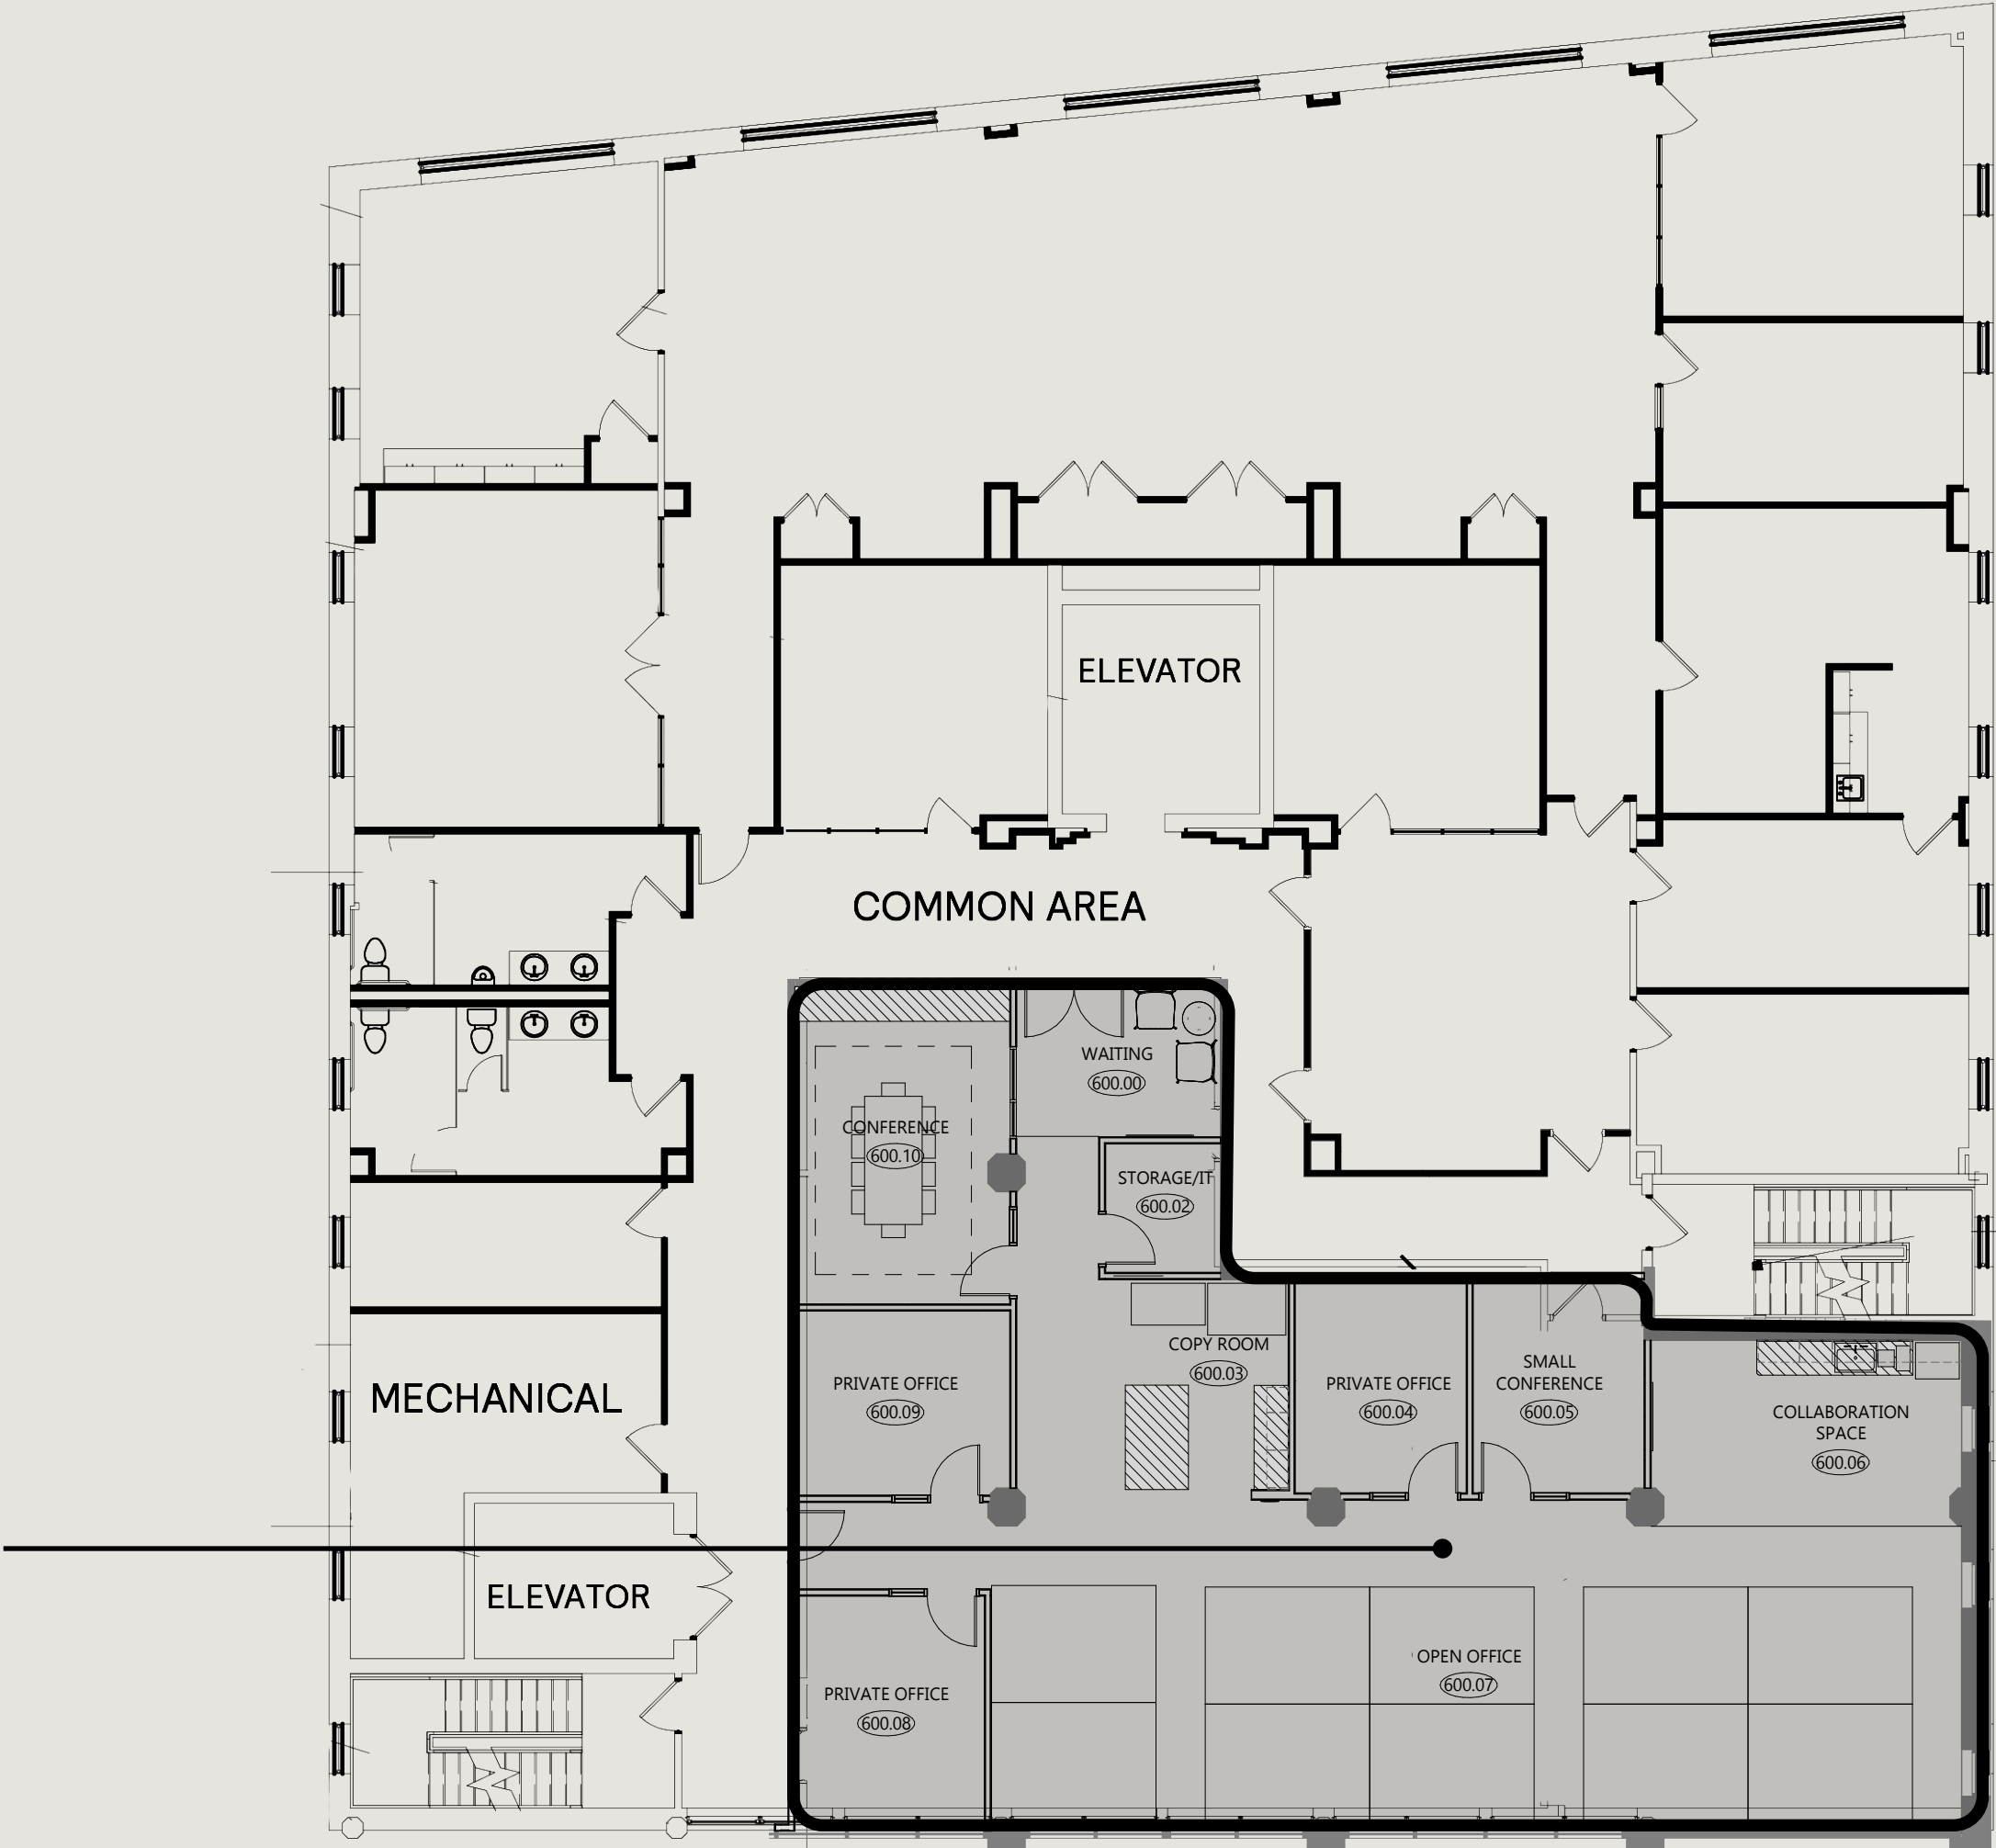 ELEVATOR
COMMON AREA
WAITING
600.00
CONFERENCE
600.10
STORAGE/IT
600.02
COPY ROOM
600.03
PRIVATE OFFICE
600.09
PRIVATE OFFICE
600.04
SMALL
CONFERENCE
600.05
COLLABORATION
SPACE
600.06
MECHANICAL
ELEVATOR
OPEN OFFICE
600.07
PRIVATE OFFICE
600.08